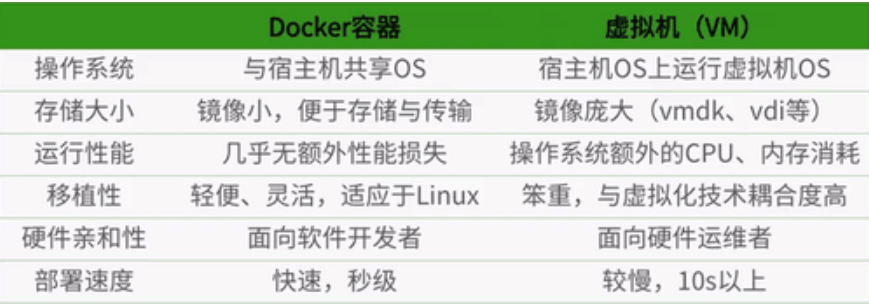 Docker容器 虚拟机（VM）
操作系统 与宿主机共享OS 宿主机OS上运行虚拟机OS
存储大小 镜像小，便于存储与传输 镜像庞大（vmdk、vdi等）
运行性能 几乎无额外性能损失 操作系统额外的CPU、内存消耗
移植性 轻便、灵活，适应于Linux 笨重，与虚拟化技术耦合度高
硬件亲和性 面向软件开发者 面向硬件运维者
部署速度 快速，秒级 较慢，10s以上